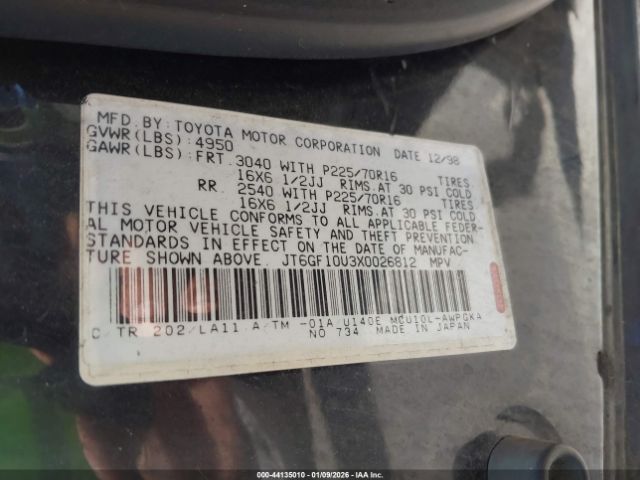 MFD. BY: TOYOTA MOTOR CORPORATION DATE 12/98
GVWR(LBS): 4950
GAWR(LBS): FRT. 3040 WITH P225/70R16 TIRES
16X6 1/2JJ RIMS.AT 30 PSI COLD
RR. 2540 WITH P225/70R16 TIRES
16X6 1/2JJ RIMS.AT 30 PSI COLD
THIS VEHICLE CONFORMS TO ALL APPLICABLE FEDER-
AL MOTOR VEHICLE SAFETY AND THEFT PREVENTION
STANDARDS IN EFFECT ON THE DATE OF MANUFAC-
TURE SHOWN ABOVE. JT6GF10U3X0026812 MPV
C/TR 202/LA11 A/TM -01A/U140E MCU10L-AWPGKA
NO 734 MADE IN JAPAN
000-44135010 | 01/09/2026 | IAA Inc.